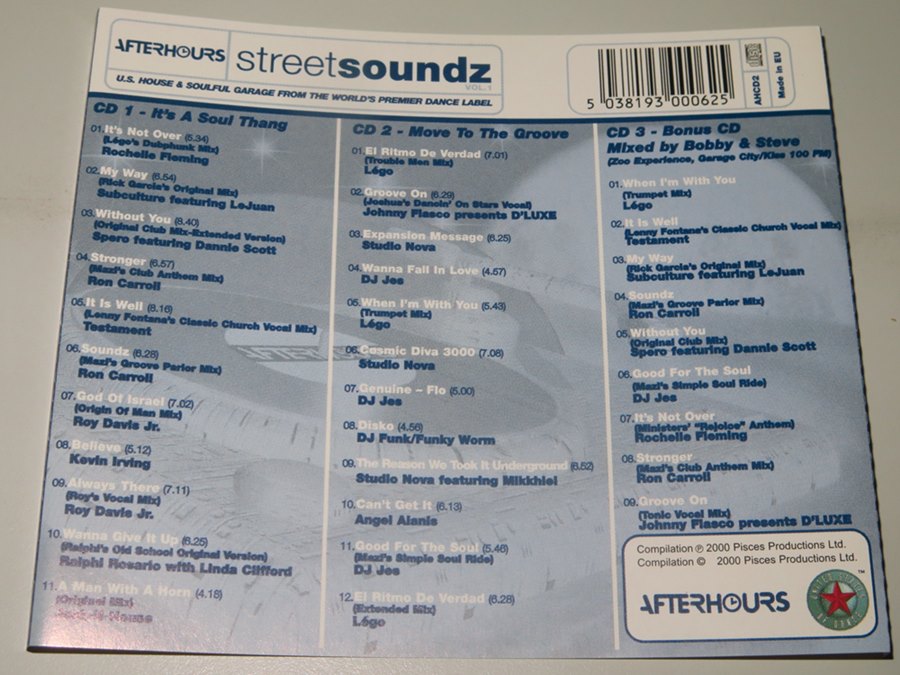 AFTERHOURS streetsoundz
VOL.1
U.S. HOUSE & SOULFUL GARAGE FROM THE WORLD'S PREMIER DANCE LABEL
5 038193 000625
AHCD2
Made in EU
CD 1 - It's A Soul Thang
01.It's Not Over (5.34)
(Légo's Dubphunk Mix)
Rochelle Fleming
02.My Way (6.54)
(Rick Garcia's Original Mix)
Subculture featuring LeJuan
03.Without You (8.40)
(Original Club Mix-Extended Version)
Spero featuring Dannie Scott
04.Stronger (6.57)
(Mazi's Club Anthem Mix)
Ron Carroll
05.It Is Well (8.16)
(Lenny Fontana's Classic Church Vocal Mix)
Testament
06.Soundz (6.26)
(Mazi's Groove Parlor Mix)
Ron Carroll
07.God Of Israel (7.02)
(Origin Of Man Mix)
Roy Davis Jr.
08.Believe (5.12)
Kevin Irving
09.Always There (7.11)
(Roy's Vocal Mix)
Roy Davis Jr.
10.Wanna Give It Up (6.25)
(Ralphi's Old School Original Version)
Ralphi Rosario with Linda Clifford
11.A Man With A Horn (4.18)
(Original Mix)
CD 2 - Move To The Groove
01.El Ritmo De Verdad (7.01)
(Trouble Men Mix)
Légo
02.Groove On (6.29)
(Joshua's Dancin' On Stars Vocal)
Johnny Fiasco presents D'LUXE
03.Expansion Message (6.25)
Studio Nova
04.Wanna Fall In Love (4.57)
DJ Jes
05.When I'm With You (5.43)
(Trumpet Mix)
Légo
06.Cosmic Diva 3000 (7.08)
Studio Nova
07.Genuine ~ Flo (5.00)
DJ Jes
08.Disko (4.56)
DJ Funk/Funky Worm
09.The Reason We Took It Underground (6.52)
Studio Nova featuring Mikkhiel
10.Can't Get It (6.13)
Angel Alanis
11.Good For The Soul (5.46)
(Mazi's Simple Soul Ride)
DJ Jes
12.El Ritmo De Verdad (6.28)
(Extended Mix)
Légo
CD 3 - Bonus CD
Mixed by Bobby & Steve
(Zoo Experience, Garage City/Kiss 100 FM)
01.When I'm With You
(Trumpet Mix)
Légo
02.It Is Well
(Lenny Fontana's Classic Church Vocal Mix)
Testament
03.My Way
(Rick Garcia's Original Mix)
Subculture featuring LeJuan
04.Soundz
(Mazi's Groove Parlor Mix)
Ron Carroll
05.Without You
(Original Club Mix)
Spero featuring Dannie Scott
06.Good For The Soul
(Mazi's Simple Soul Ride)
DJ Jes
07.It's Not Over
(Ministers' "Rejoice" Anthem)
Rochelle Fleming
08.Stronger
(Mazi's Club Anthem Mix)
Ron Carroll
09.Groove On
(Tonic Vocal Mix)
Johnny Fiasco presents D'LUXE
Compilation ℗ 2000 Pisces Productions Ltd.
Compilation © 2000 Pisces Productions Ltd.
AFTERHOURS
TM